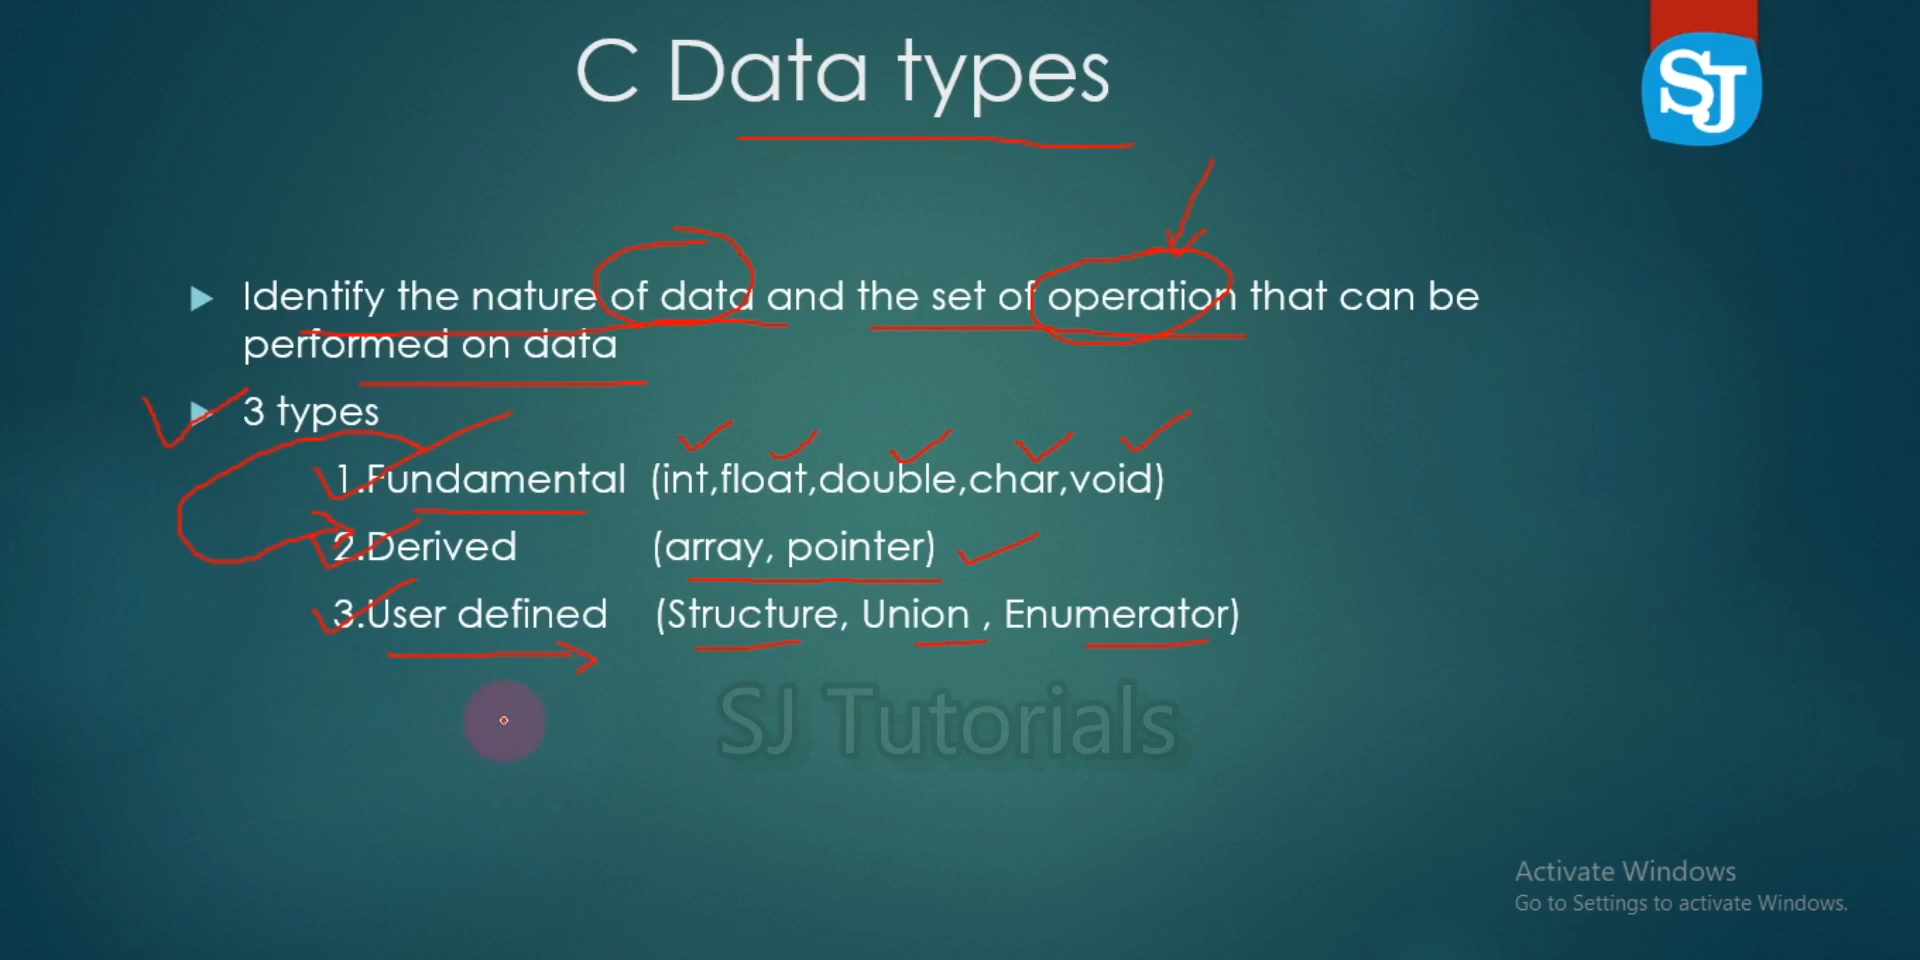 C Data types
SJ
Identify the nature of data and the set of operation that can be
performed on data
3 types
1.Fundamental (int,float,double,char,void)
2.Derived (array, pointer)
3.User defined (Structure, Union , Enumerator)
SJ Tutorials
Activate Windows
Go to Settings to activate Windows.